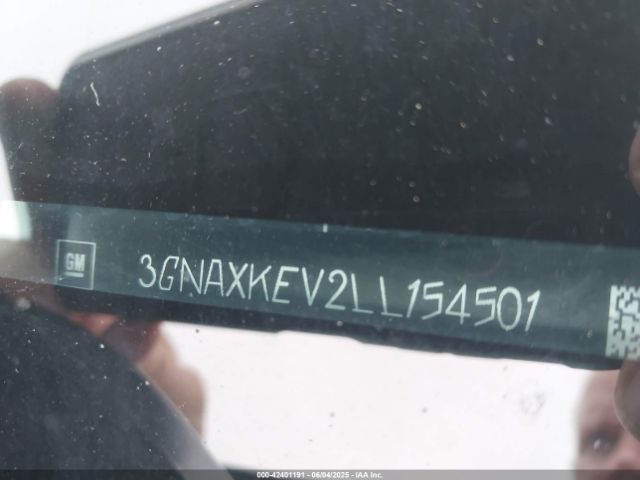 GM
3GNAXKEV2LL154501
000-42401191 - 06/04/2025 - IAA Inc.